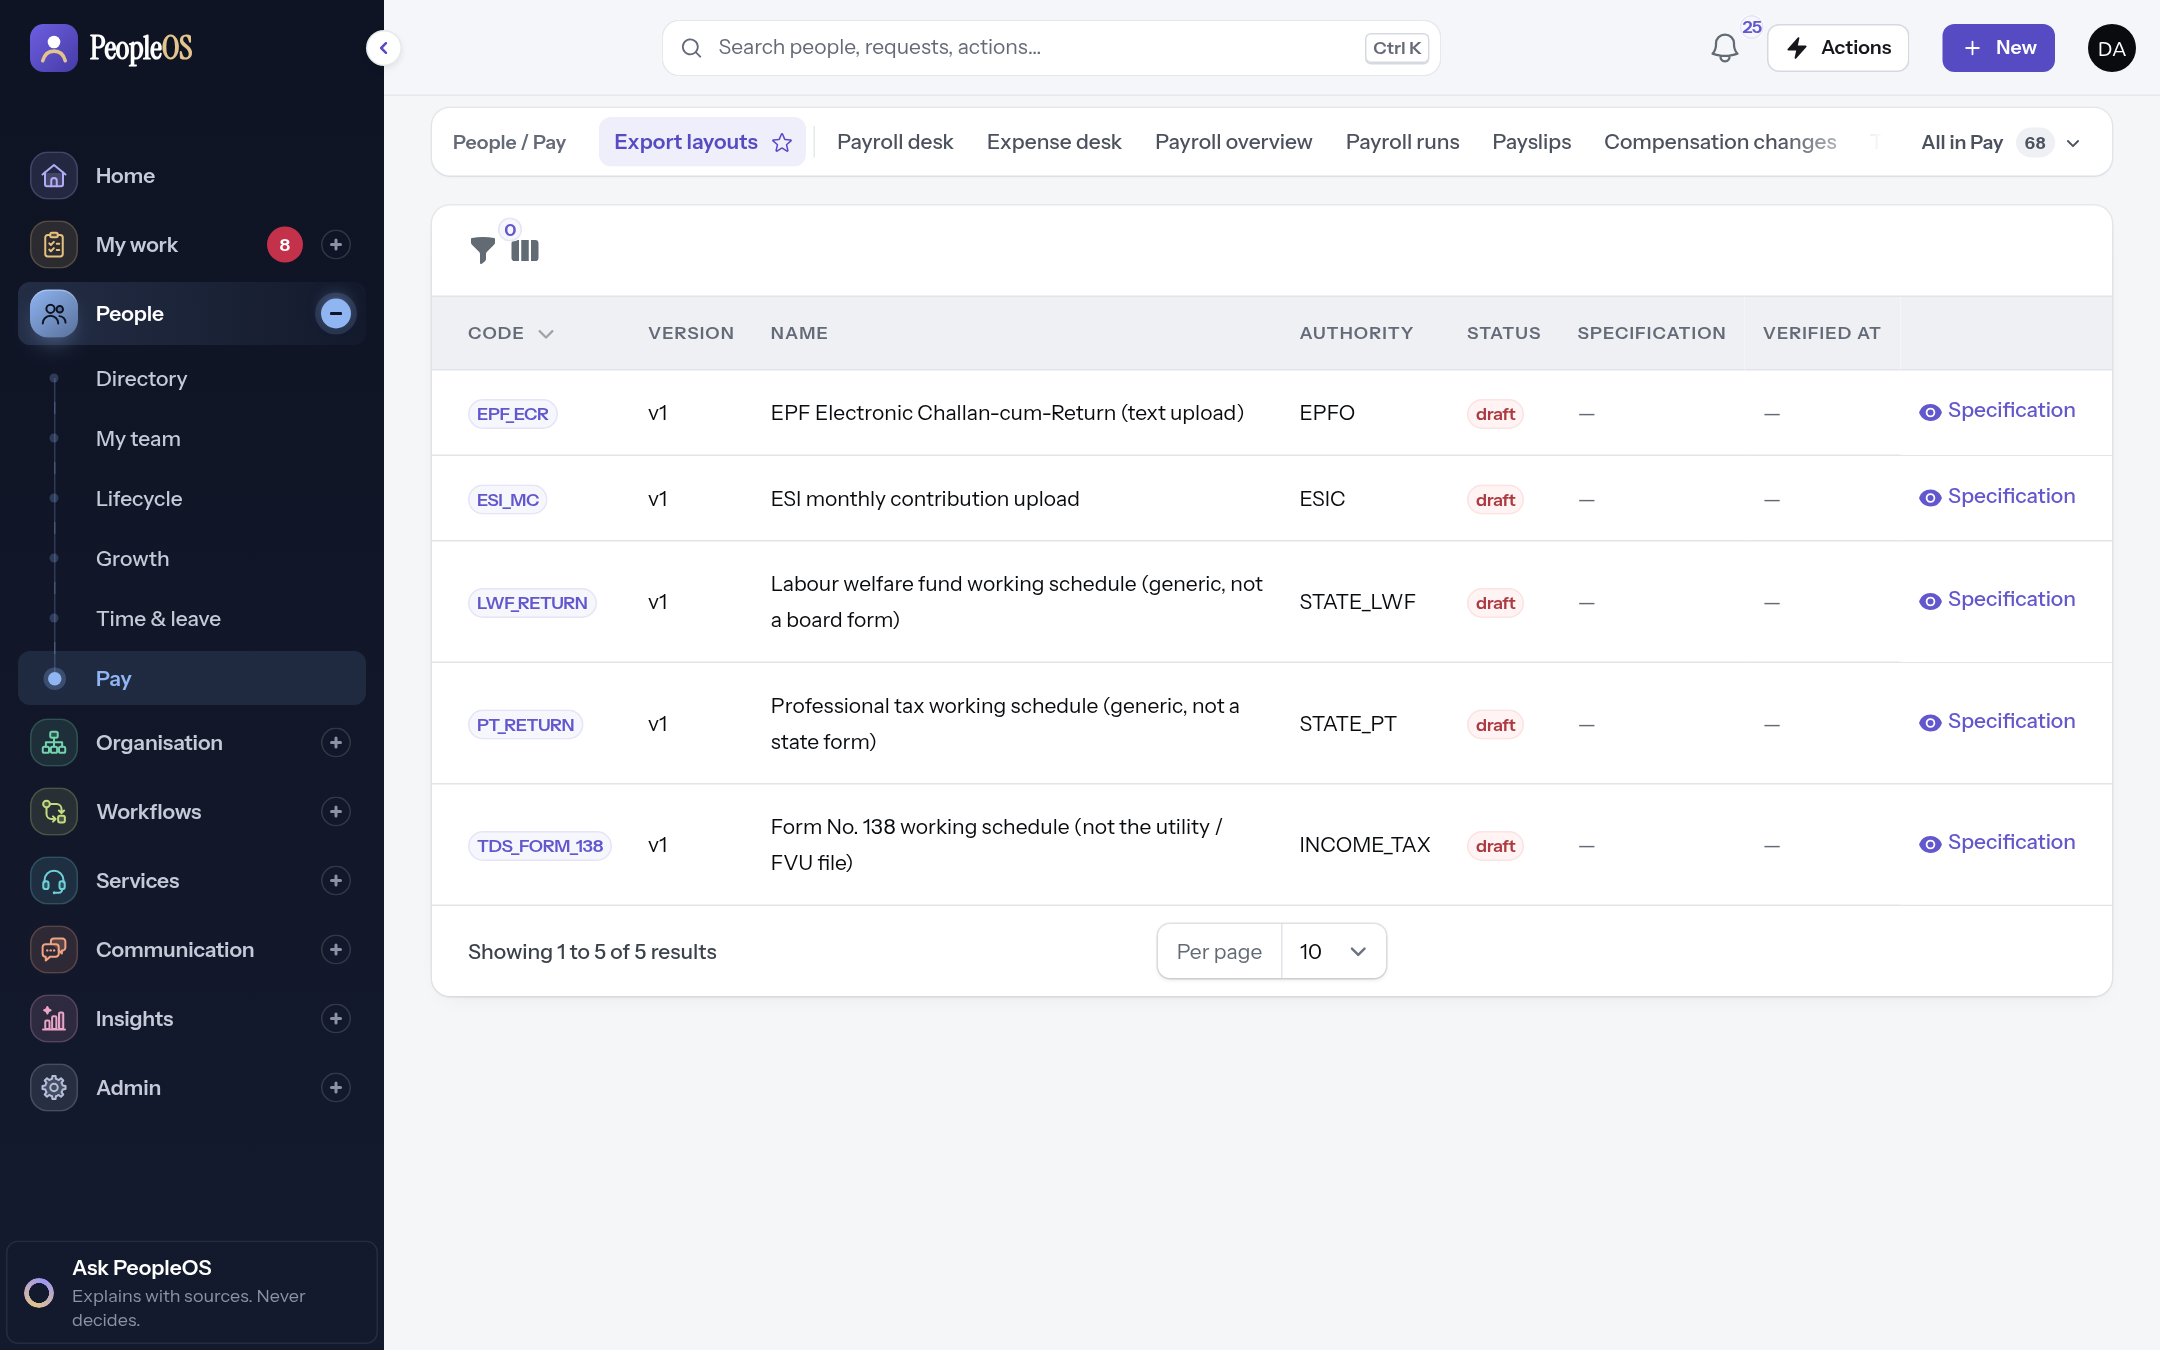 PeopleOS
Search people, requests, actions...
Ctrl K
25
Actions
New
DA
Home
My work
8
People
Directory
My team
Lifecycle
Growth
Time & leave
Pay
Organisation
Workflows
Services
Communication
Insights
Admin
Ask PeopleOS
Explains with sources. Never
decides.
People / Pay
Export layouts
Payroll desk
Expense desk
Payroll overview
Payroll runs
Payslips
Compensation changes
All in Pay
68
0
CODE VERSION NAME AUTHORITY STATUS SPECIFICATION VERIFIED AT
EPF_ECR v1 EPF Electronic Challan-cum-Return (text upload) EPFO draft — — Specification
ESI_MC v1 ESI monthly contribution upload ESIC draft — — Specification
LWF_RETURN v1 Labour welfare fund working schedule (generic, not
a board form) STATE_LWF draft — — Specification
PT_RETURN v1 Professional tax working schedule (generic, not a
state form) STATE_PT draft — — Specification
TDS_FORM_138 v1 Form No. 138 working schedule (not the utility /
FVU file) INCOME_TAX draft — — Specification
Showing 1 to 5 of 5 results
Per page 10